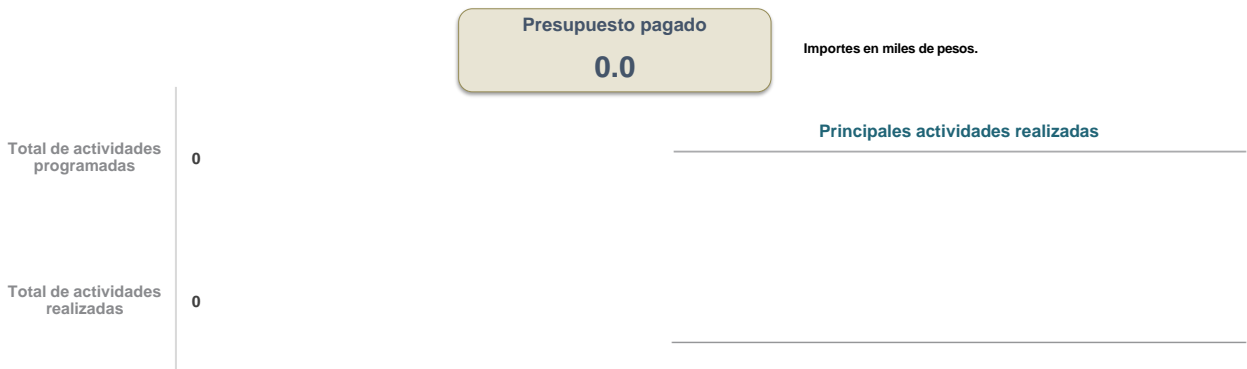 Presupuesto pagado
0.0
Importes en miles de pesos.
Total de actividades
programadas
0
Total de actividades
realizadas
0
Principales actividades realizadas